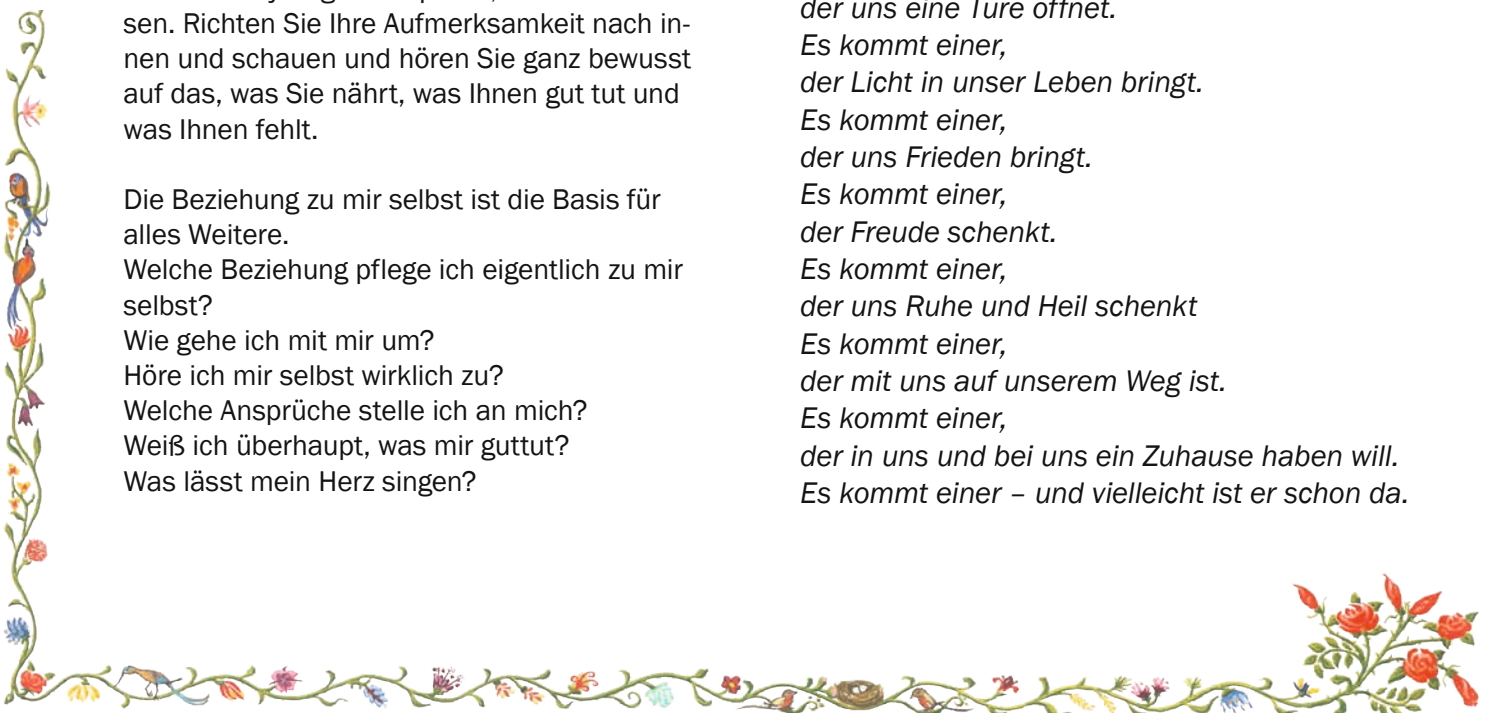 sen. Richten Sie Ihre Aufmerksamkeit nach in-
nen und schauen und hören Sie ganz bewusst
auf das, was Sie nährt, was Ihnen gut tut und
was Ihnen fehlt.
Die Beziehung zu mir selbst ist die Basis für
alles Weitere.
Welche Beziehung pflege ich eigentlich zu mir
selbst?
Wie gehe ich mit mir um?
Höre ich mir selbst wirklich zu?
Welche Ansprüche stelle ich an mich?
Weiß ich überhaupt, was mir guttut?
Was lässt mein Herz singen?
der uns eine Türe öffnet.
Es kommt einer,
der Licht in unser Leben bringt.
Es kommt einer,
der uns Frieden bringt.
Es kommt einer,
der Freude schenkt.
Es kommt einer,
der uns Ruhe und Heil schenkt
Es kommt einer,
der mit uns auf unserem Weg ist.
Es kommt einer,
der in uns und bei uns ein Zuhause haben will.
Es kommt einer – und vielleicht ist er schon da.